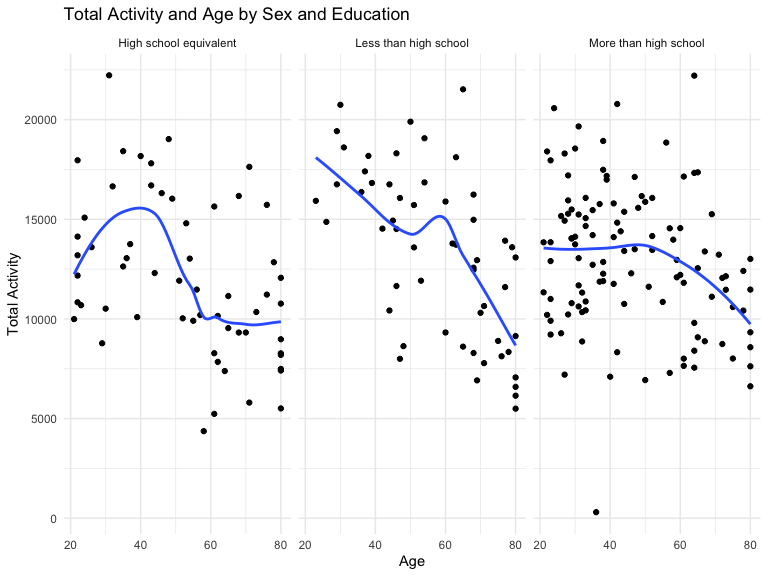 Total Activity and Age by Sex and Education
High school equivalent
Less than high school
More than high school
Total Activity
20000
15000
10000
5000
0
20 40 60 80
20 40 60 80
20 40 60 80
Age